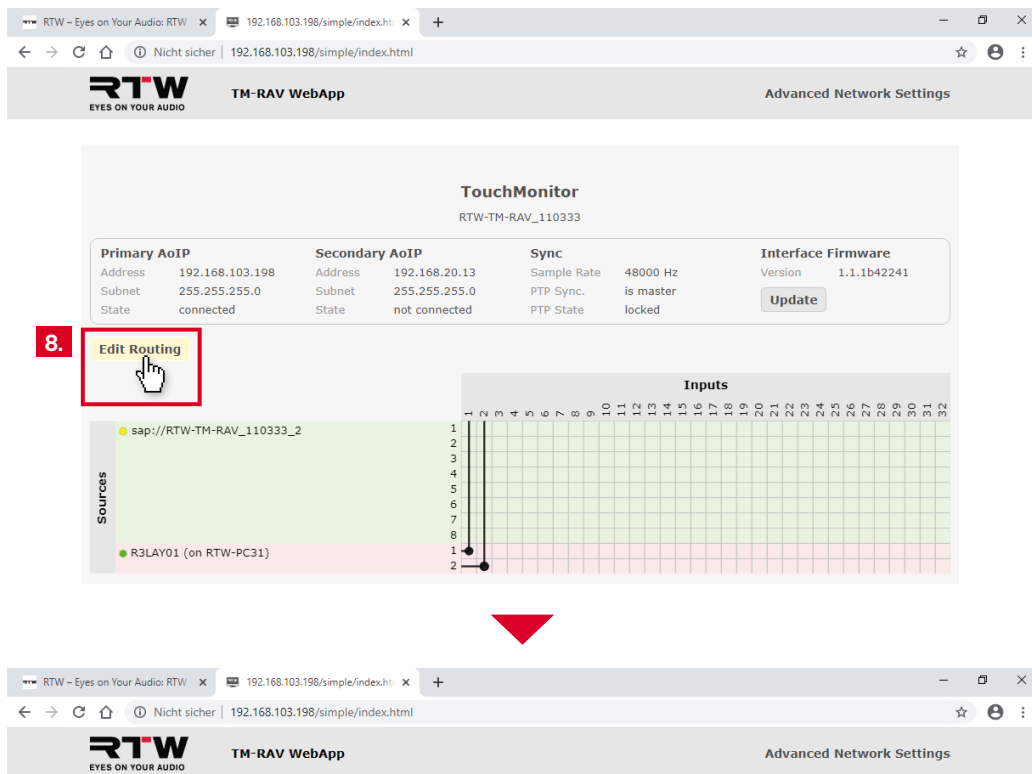 RTW – Eyes on Your Audio: RTW
192.168.103.198/simple/index.ht
Nicht sicher | 192.168.103.198/simple/index.html
RTW
EYES ON YOUR AUDIO
TM-RAV WebApp
Advanced Network Settings
TouchMonitor
RTW-TM-RAV_110333
Primary AoIP Secondary AoIP Sync Interface Firmware
Address 192.168.103.198 Address 192.168.20.13 Sample Rate 48000 Hz Version 1.1.1b42241
Subnet 255.255.255.0 Subnet 255.255.255.0 PTP Sync. is master Update
State connected State not connected PTP State locked
8.
Edit Routing
Inputs
1 2 3 4 5 6 7 8 9 10 11 12 13 14 15 16 17 18 19 20 21 22 23 24 25 26 27 28 29 30 31 32
Sources
sap://RTW-TM-RAV_110333_2 1
2
3
4
5
6
7
8
R3LAY01 (on RTW-PC31) 1
2
RTW – Eyes on Your Audio: RTW
192.168.103.198/simple/index.ht
Nicht sicher | 192.168.103.198/simple/index.html
RTW
EYES ON YOUR AUDIO
TM-RAV WebApp
Advanced Network Settings